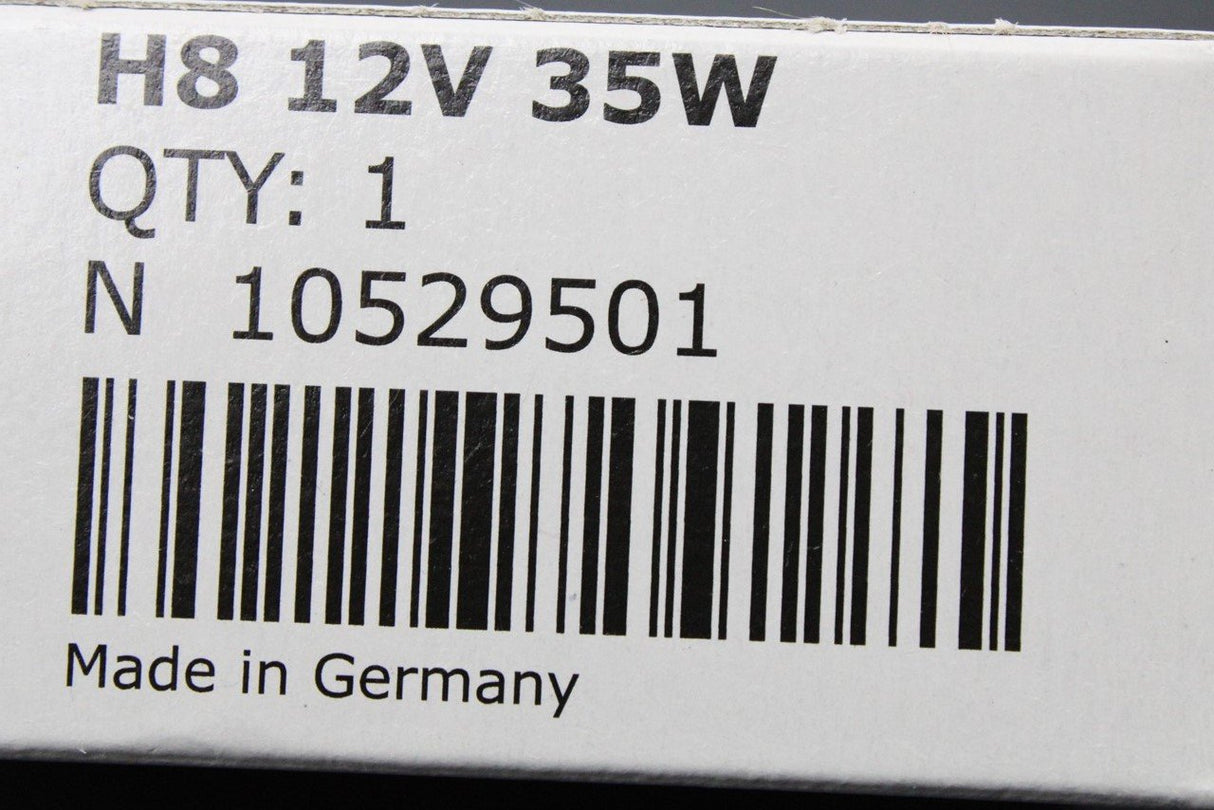 H8 12V 35W
QTY: 1
N 10529501
Made in Germany